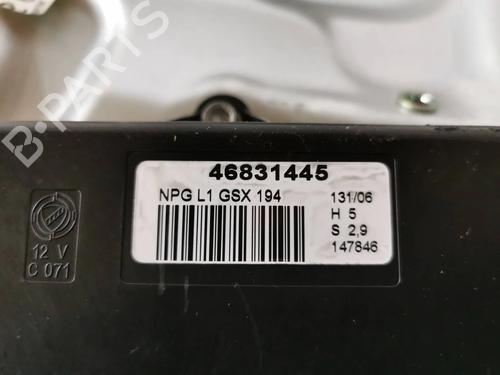 B-PARTS
46831445
NPG L1 GSX 194
131/06
H 5
S 2,9
147846
12 V
C 071